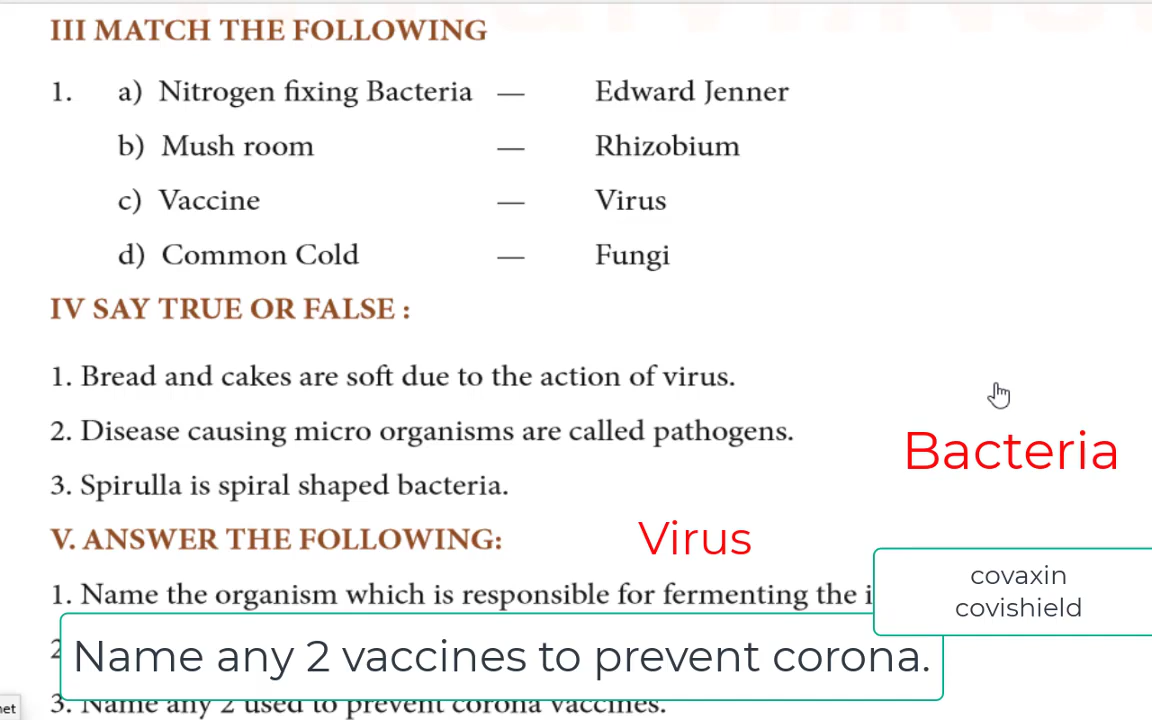 III MATCH THE FOLLOWING
1. a) Nitrogen fixing Bacteria — Edward Jenner
b) Mush room — Rhizobium
c) Vaccine — Virus
d) Common Cold — Fungi
IV SAY TRUE OR FALSE :
1. Bread and cakes are soft due to the action of virus.
2. Disease causing micro organisms are called pathogens.
Bacteria
3. Spirulla is spiral shaped bacteria.
V. ANSWER THE FOLLOWING:
Virus
covaxin
covishield
1. Name the organism which is responsible for fermenting the
2
Name any 2 vaccines to prevent corona.
3. Name any 2 used to prevent corona vaccines.